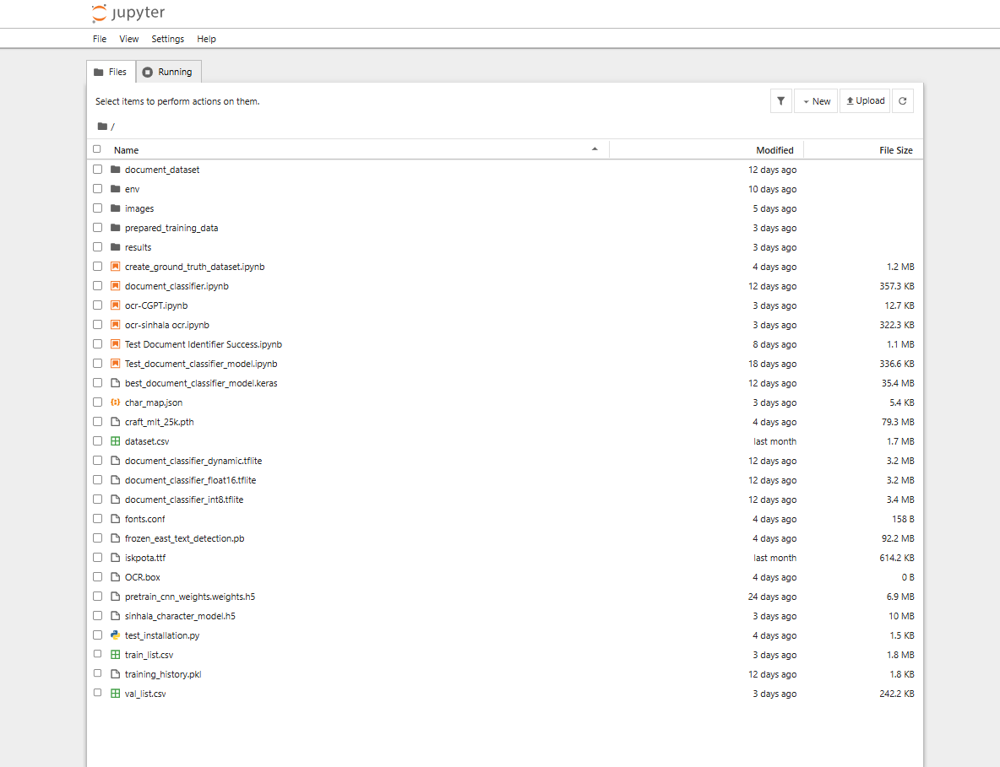 jupyter
File View Settings Help
Files Running
Select items to perform actions on them.
New Upload
/
Name Modified File Size
document_dataset 12 days ago
env 10 days ago
images 5 days ago
prepared_training_data 3 days ago
results 3 days ago
create_ground_truth_dataset.ipynb 4 days ago 1.2 MB
document_classifier.ipynb 12 days ago 357.3 KB
ocr-CGPT.ipynb 3 days ago 12.7 KB
ocr-sinhala ocr.ipynb 3 days ago 322.3 KB
Test Document Identifier Success.ipynb 8 days ago 1.1 MB
Test_document_classifier_model.ipynb 18 days ago 336.6 KB
best_document_classifier_model.keras 12 days ago 35.4 MB
char_map.json 3 days ago 5.4 KB
craft_mlt_25k.pth 4 days ago 79.3 MB
dataset.csv last month 1.7 MB
document_classifier_dynamic.tflite 12 days ago 3.2 MB
document_classifier_float16.tflite 12 days ago 3.2 MB
document_classifier_int8.tflite 12 days ago 3.4 MB
fonts.conf 4 days ago 158 B
frozen_east_text_detection.pb 4 days ago 92.2 MB
iskpota.ttf last month 614.2 KB
OCR.box 4 days ago 0 B
pretrain_cnn_weights.weights.h5 24 days ago 6.9 MB
sinhala_character_model.h5 3 days ago 10 MB
test_installation.py 4 days ago 1.5 KB
train_list.csv 3 days ago 1.8 MB
training_history.pkl 12 days ago 1.8 KB
val_list.csv 3 days ago 242.2 KB